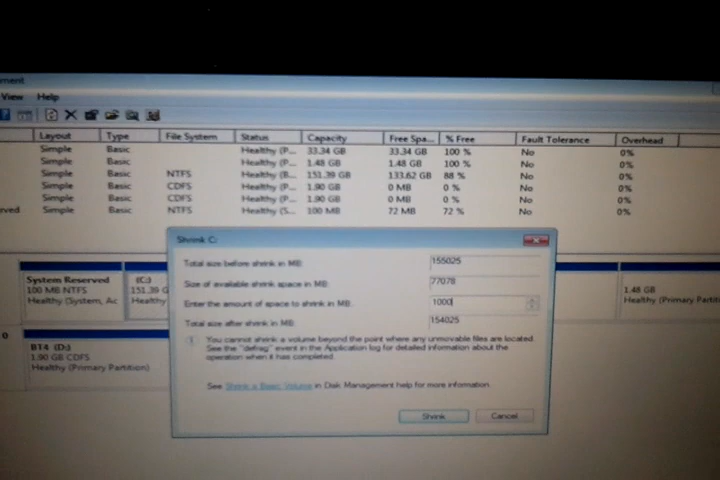 ment
View Help
Layout Type File System Status Capacity Free Spa... % Free Fault Tolerance Overhead
Simple Basic Healthy (P... 33.34 GB 33.34 GB 100 % No 0%
Simple Basic Healthy (P... 1.48 GB 1.48 GB 100 % No 0%
Simple Basic NTFS Healthy (B... 151.39 GB 133.62 GB 88 % No 0%
Simple Basic CDFS Healthy (P... 1.90 GB 0 MB 0 % No 0%
Simple Basic CDFS Healthy (P... 1.90 GB 0 MB 0 % No 0%
rved Simple Basic NTFS Healthy (S... 100 MB 72 MB 72 % No 0%
Shrink C:
Total size before shrink in MB: 155025
Size of available shrink space in MB: 77078
Enter the amount of space to shrink in MB: 1000
Total size after shrink in MB: 154025
You cannot shrink a volume beyond the point where any unmovable files are located.
See the "defrag" event in the Application log for detailed information about the
operation when it has completed.
See Shrink a Basic Volume in Disk Management help for more information.
Shrink Cancel
System Reserved
100 MB NTFS
Healthy (System, Ac
(C:)
151.39 G
Healthy
1.48 GB
Healthy (Primary Partit
0
BT4 (D:)
1.90 GB CDFS
Healthy (Primary Partition)